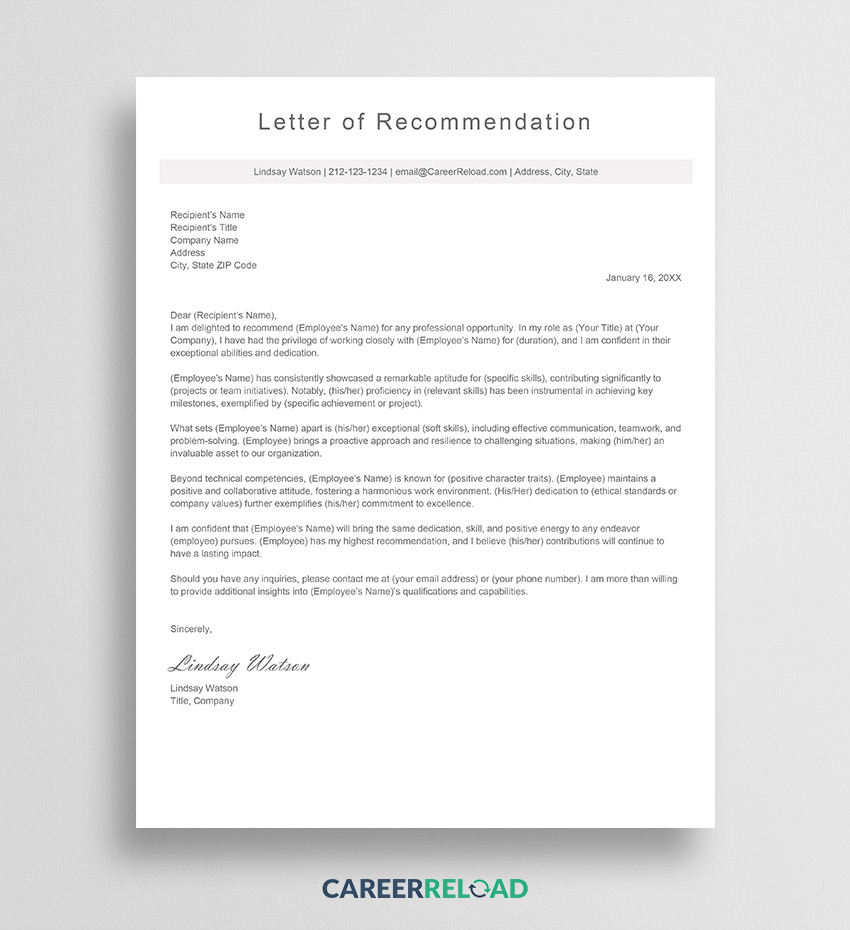 Letter of Recommendation
Lindsay Watson | 212-123-1234 | email@CareerReload.com | Address, City, State
Recipient's Name
Recipient's Title
Company Name
Address
City, State ZIP Code
January 16, 20XX
Dear (Recipient's Name),
I am delighted to recommend (Employee's Name) for any professional opportunity. In my role as (Your Title) at (Your
Company), I have had the privilege of working closely with (Employee's Name) for (duration), and I am confident in their
exceptional abilities and dedication.
(Employee's Name) has consistently showcased a remarkable aptitude for (specific skills), contributing significantly to
(projects or team initiatives). Notably, (his/her) proficiency in (relevant skills) has been instrumental in achieving key
milestones, exemplified by (specific achievement or project).
What sets (Employee's Name) apart is (his/her) exceptional (soft skills), including effective communication, teamwork, and
problem-solving. (Employee) brings a proactive approach and resilience to challenging situations, making (him/her) an
invaluable asset to our organization.
Beyond technical competencies, (Employee's Name) is known for (positive character traits). (Employee) maintains a
positive and collaborative attitude, fostering a harmonious work environment. (His/Her) dedication to (ethical standards or
company values) further exemplifies (his/her) commitment to excellence.
I am confident that (Employee's Name) will bring the same dedication, skill, and positive energy to any endeavor
(employee) pursues. (Employee) has my highest recommendation, and I believe (his/her) contributions will continue to
have a lasting impact.
Should you have any inquiries, please contact me at (your email address) or (your phone number). I am more than willing
to provide additional insights into (Employee's Name)'s qualifications and capabilities.
Sincerely,
Lindsay Watson
Lindsay Watson
Title, Company
CAREERRELOAD